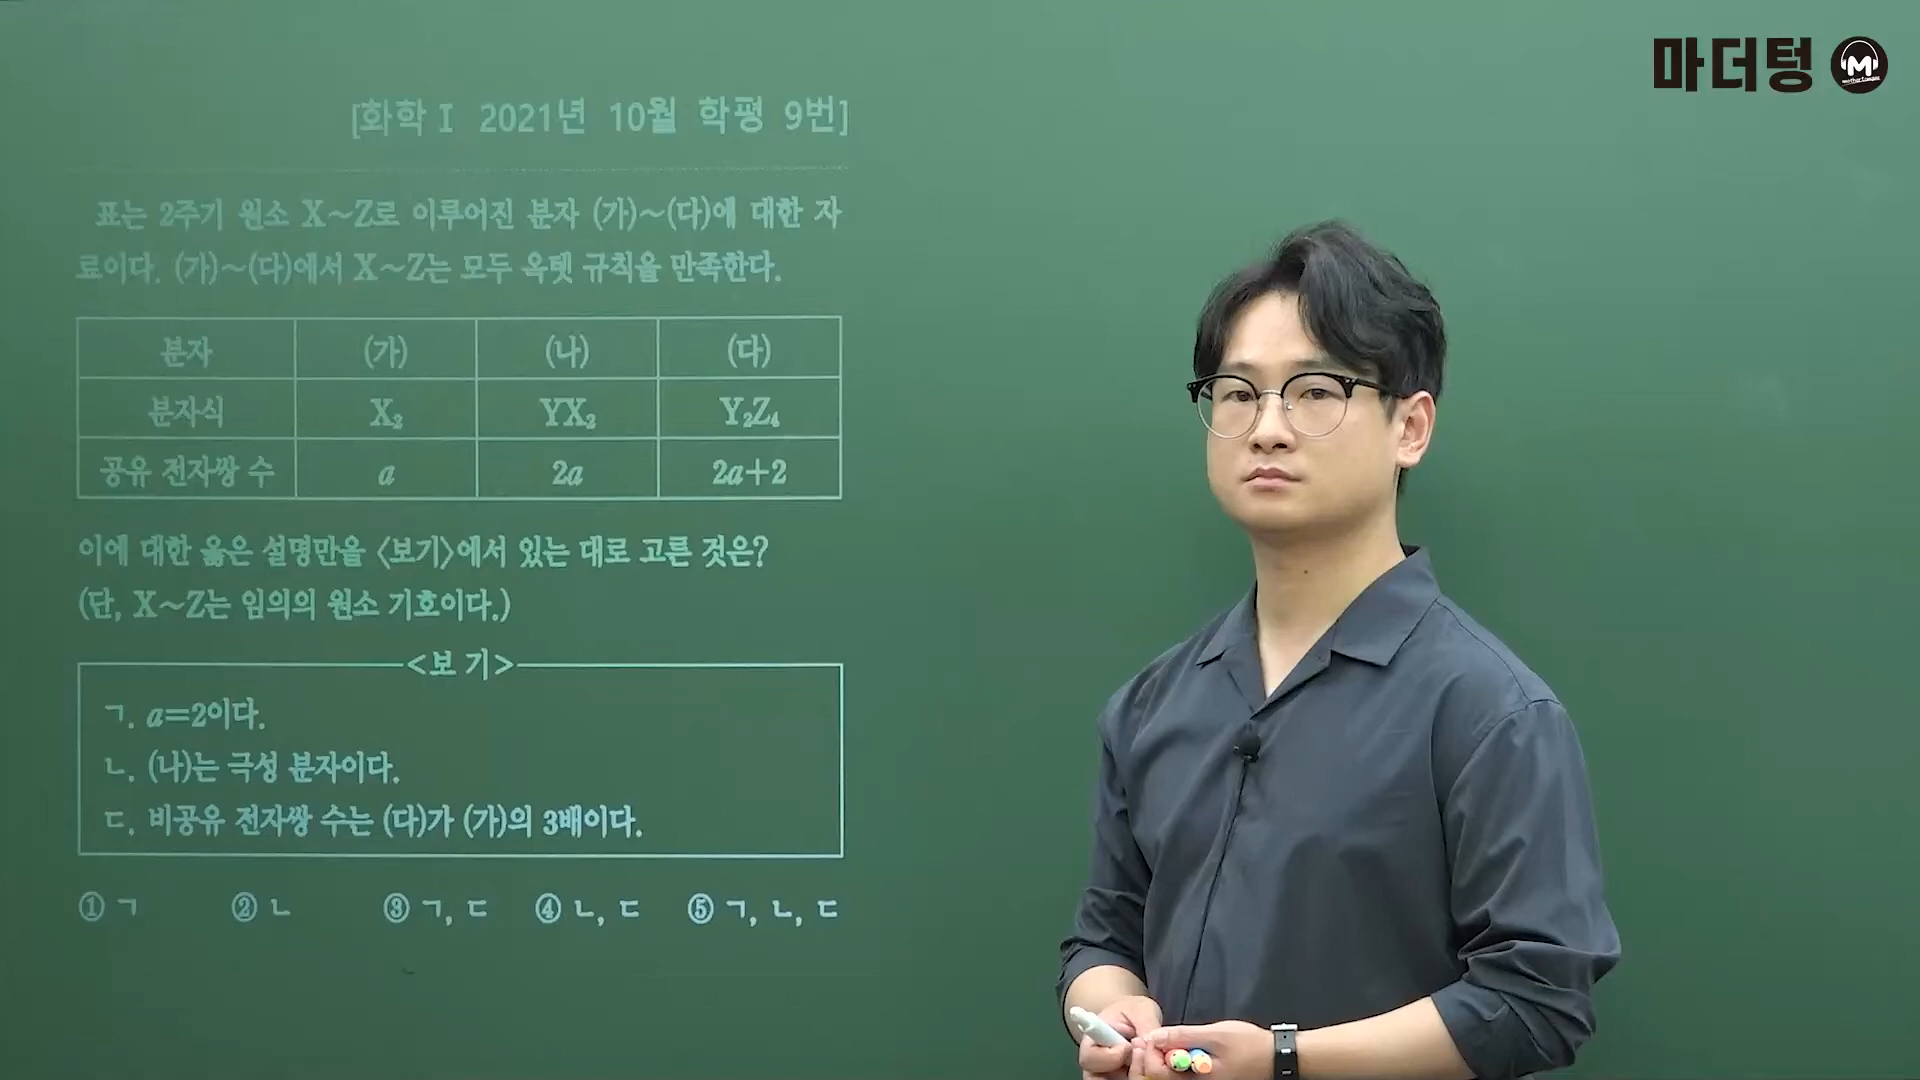 마더텅
[화학 I 2021년 10월 학평 9번]
표는 2주기 원소 X~Z로 이루어진 분자 (가)~(다)에 대한 자
료이다. (가)~(다)에서 X~Z는 모두 옥텟 규칙을 만족한다.
분자 (가) (나) (다)
분자식 X₂ YX₂ Y₂Z₄
공유 전자쌍 수 a 2a 2a+2
이에 대한 옳은 설명만을 <보기>에서 있는 대로 고른 것은?
(단, X~Z는 임의의 원소 기호이다.)
<보 기>
ㄱ. a=2이다.
ㄴ. (나)는 극성 분자이다.
ㄷ. 비공유 전자쌍 수는 (다)가 (가)의 3배이다.
① ㄱ ② ㄴ ③ ㄱ, ㄷ ④ ㄴ, ㄷ ⑤ ㄱ, ㄴ, ㄷ